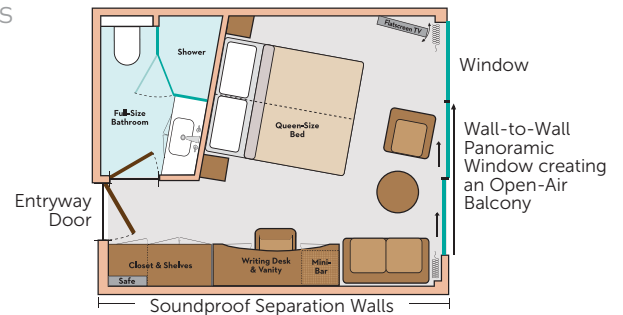 S
Shower
Flatscreen TV
Window
Full-Size
Bathroom
Queen-Size
Bed
Wall-to-Wall
Panoramic
Window creating
an Open-Air
Balcony
Entryway
Door
Closet & Shelves
Safe
Writing Desk
& Vanity
Mini-
Bar
Soundproof Separation Walls